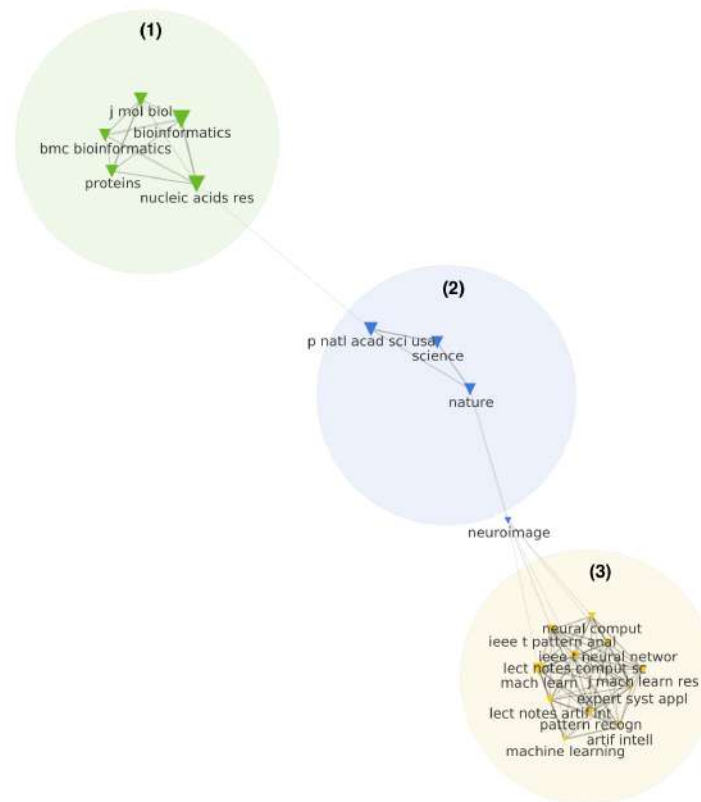 (1)
j mol biol
bioinformatics
bmc bioinformatics
proteins
nucleic acids res
(2)
p natl acad sci usa
science
nature
neuroimage
(3)
neural comput
ieee t pattern anal
ieee t neural networ
lect notes comput sc
mach learn
j mach learn res
expert syst appl
lect notes artif int
pattern recogn
artif intell
machine learning